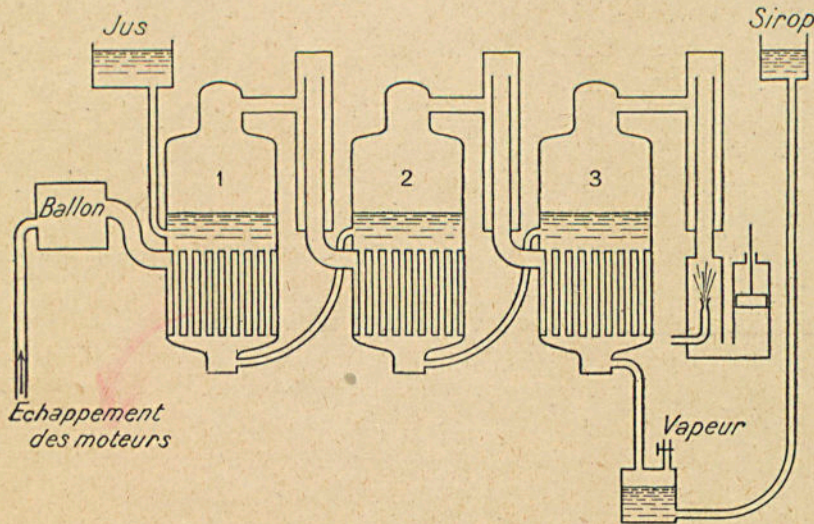 Jus
Sirop
1
2
3
Ballon
Echappement
des moteurs
Vapeur